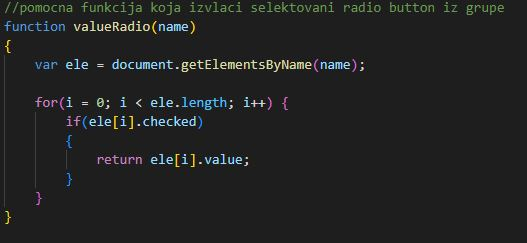 //pomocna funkcija koja izvlaci selektovani radio button iz grupe
function valueRadio(name)
{
    var ele = document.getElementsByName(name);
    for(i = 0; i < ele.length; i++) {
        if(ele[i].checked)
        {
            return ele[i].value;
        }
    }
}